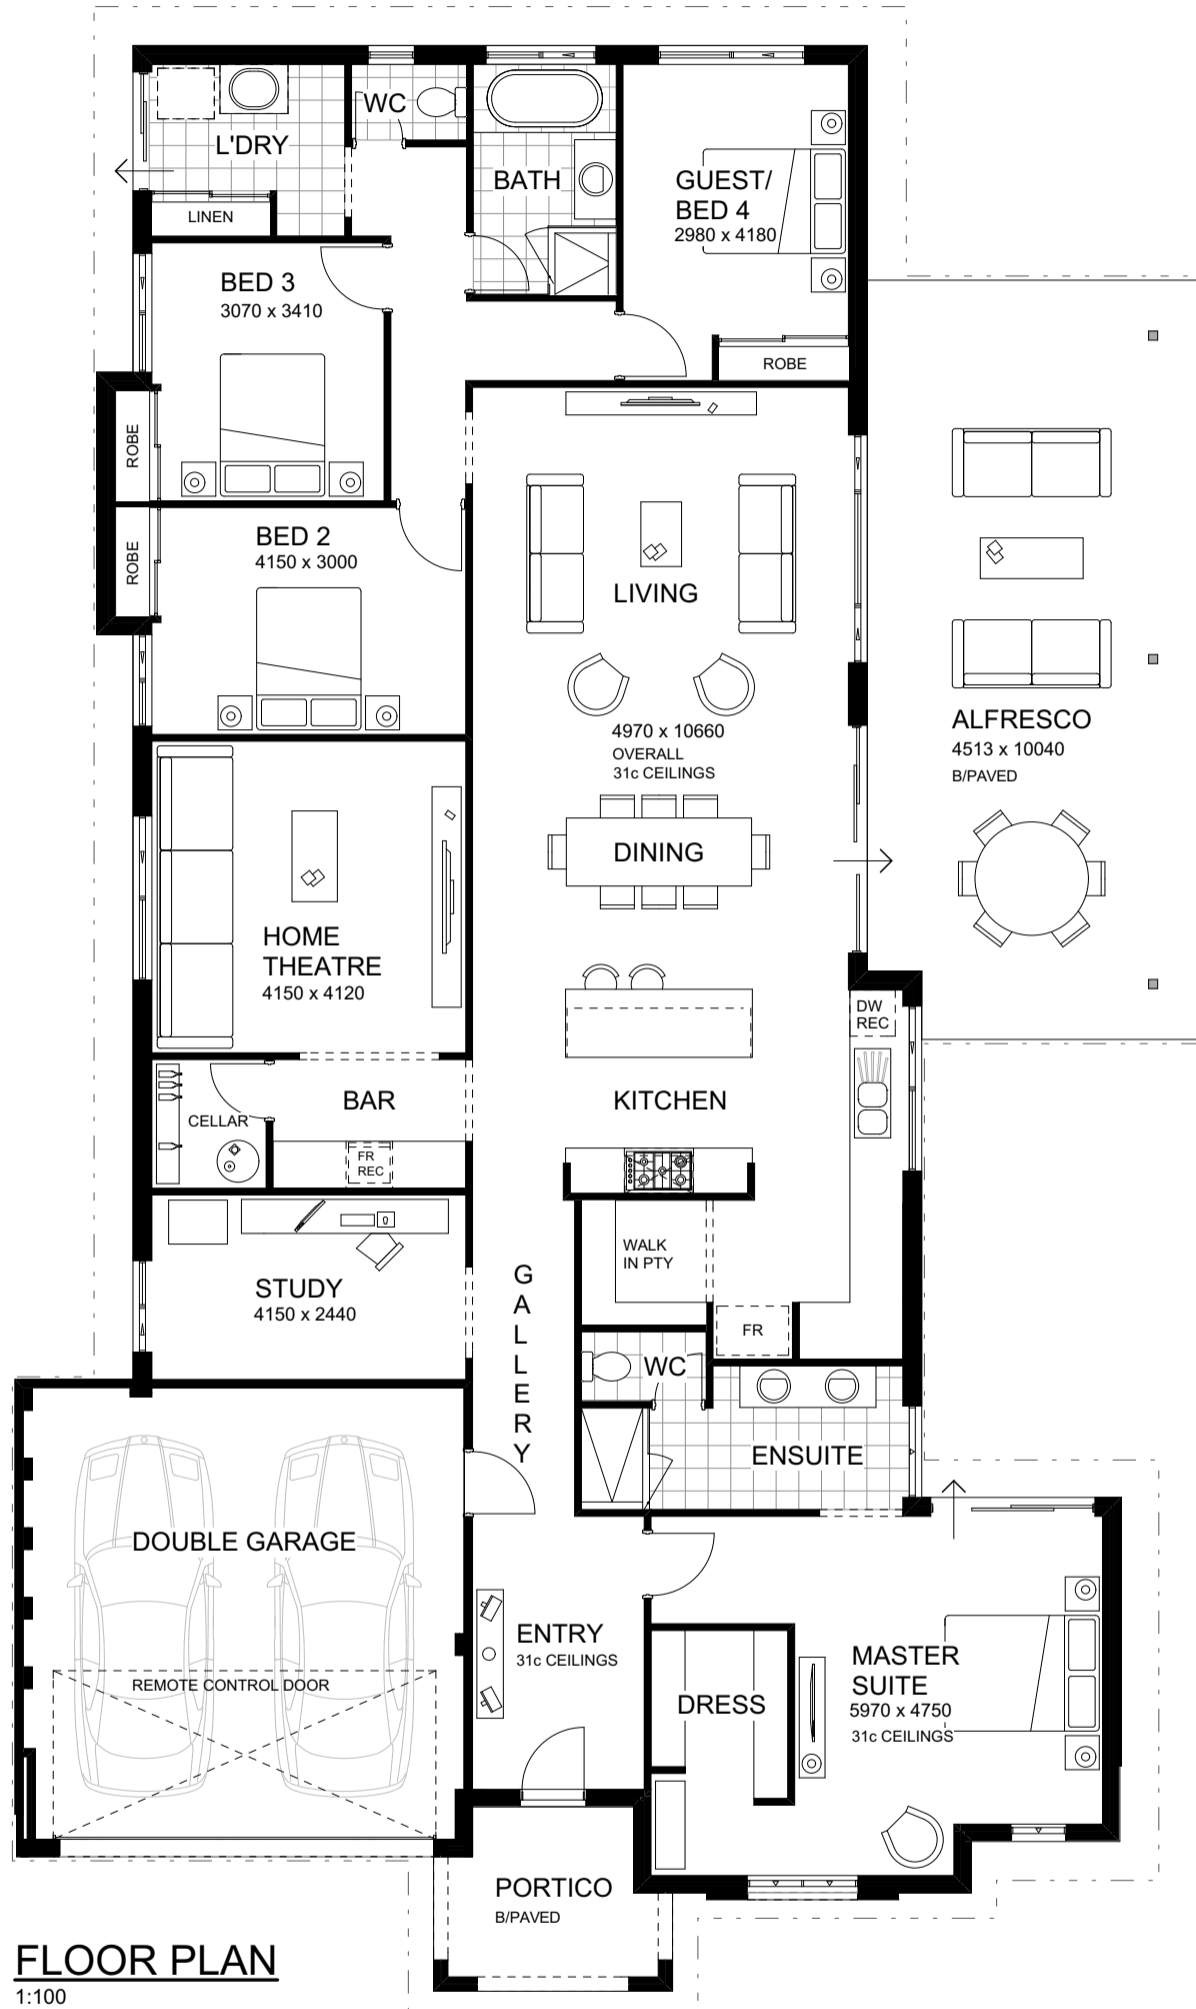 WC
L'DRY
BATH
GUEST/
BED 4
2980 x 4180
LINEN
BED 3
3070 x 3410
ROBE
ROBE
ROBE
BED 2
4150 x 3000
LIVING
4970 x 10660
OVERALL
31c CEILINGS
ALFRESCO
4513 x 10040
B/PAVED
DINING
HOME
THEATRE
4150 x 4120
DW
REC
BAR
KITCHEN
CELLAR
FR
REC
WALK
IN PTY
STUDY
4150 x 2440
GALLERY
FR
WC
ENSUITE
DOUBLE GARAGE
ENTRY
31c CEILINGS
MASTER
SUITE
5970 x 4750
31c CEILINGS
REMOTE CONTROL DOOR
DRESS
PORTICO
B/PAVED
FLOOR PLAN
1:100